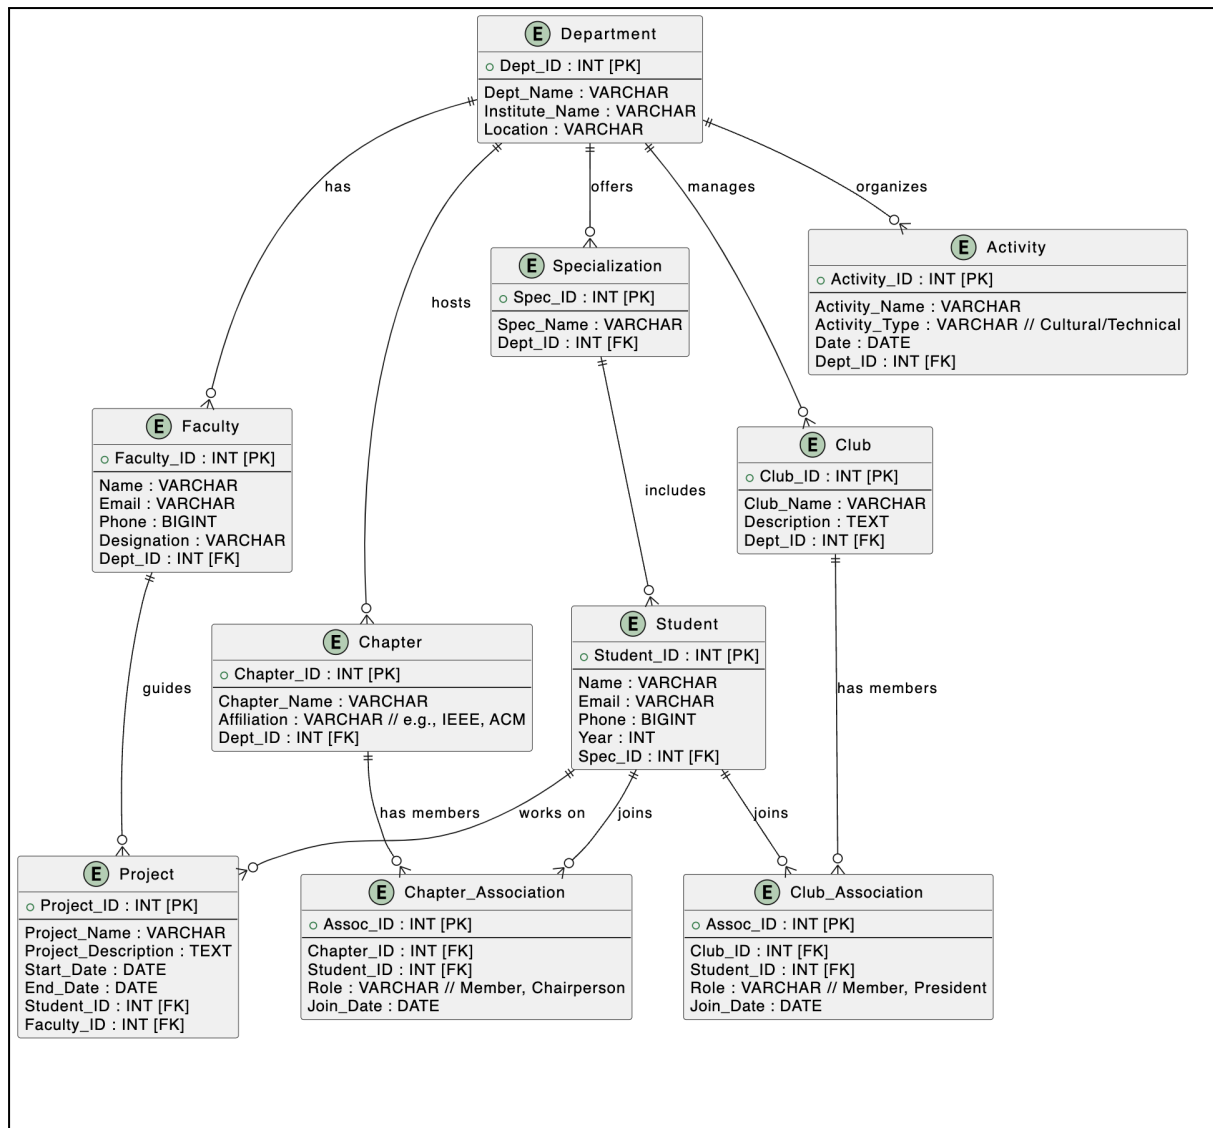 E Department
Dept_ID : INT [PK]
Dept_Name : VARCHAR
Institute_Name : VARCHAR
Location : VARCHAR
has
offers
manages
organizes
E Activity
Activity_ID : INT [PK]
Activity_Name : VARCHAR
Activity_Type : VARCHAR // Cultural/Technical
Date : DATE
Dept_ID : INT [FK]
E Specialization
Spec_ID : INT [PK]
Spec_Name : VARCHAR
Dept_ID : INT [FK]
hosts
E Faculty
Faculty_ID : INT [PK]
Name : VARCHAR
Email : VARCHAR
Phone : BIGINT
Designation : VARCHAR
Dept_ID : INT [FK]
E Club
Club_ID : INT [PK]
Club_Name : VARCHAR
Description : TEXT
Dept_ID : INT [FK]
includes
E Chapter
Chapter_ID : INT [PK]
Chapter_Name : VARCHAR
Affiliation : VARCHAR // e.g., IEEE, ACM
Dept_ID : INT [FK]
E Student
Student_ID : INT [PK]
Name : VARCHAR
Email : VARCHAR
Phone : BIGINT
Year : INT
Spec_ID : INT [FK]
guides
has members
has members
works on
joins
joins
E Project
Project_ID : INT [PK]
Project_Name : VARCHAR
Project_Description : TEXT
Start_Date : DATE
End_Date : DATE
Student_ID : INT [FK]
Faculty_ID : INT [FK]
E Chapter_Association
Assoc_ID : INT [PK]
Chapter_ID : INT [FK]
Student_ID : INT [FK]
Role : VARCHAR // Member, Chairperson
Join_Date : DATE
E Club_Association
Assoc_ID : INT [PK]
Club_ID : INT [FK]
Student_ID : INT [FK]
Role : VARCHAR // Member, President
Join_Date : DATE